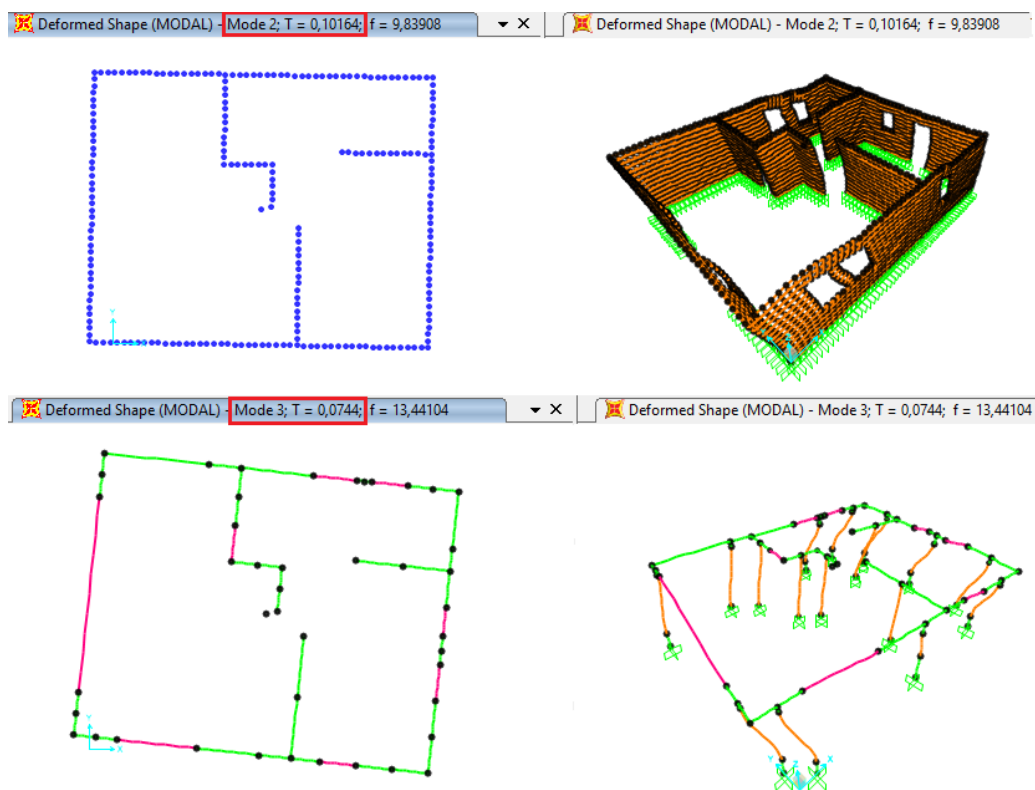 Deformed Shape (MODAL) - Mode 2; T = 0,10164; f = 9,83908
Deformed Shape (MODAL) - Mode 2; T = 0,10164; f = 9,83908
Y
Deformed Shape (MODAL) - Mode 3; T = 0,0744; f = 13,44104
Deformed Shape (MODAL) - Mode 3; T = 0,0744; f = 13,44104
Y
X
Y
Z
X